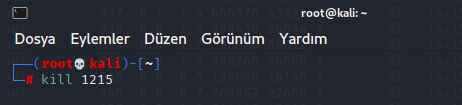 root@kali: ~
Dosya Eylemler Düzen Görünüm Yardım
(root💀kali)-[~]
# kill 1215